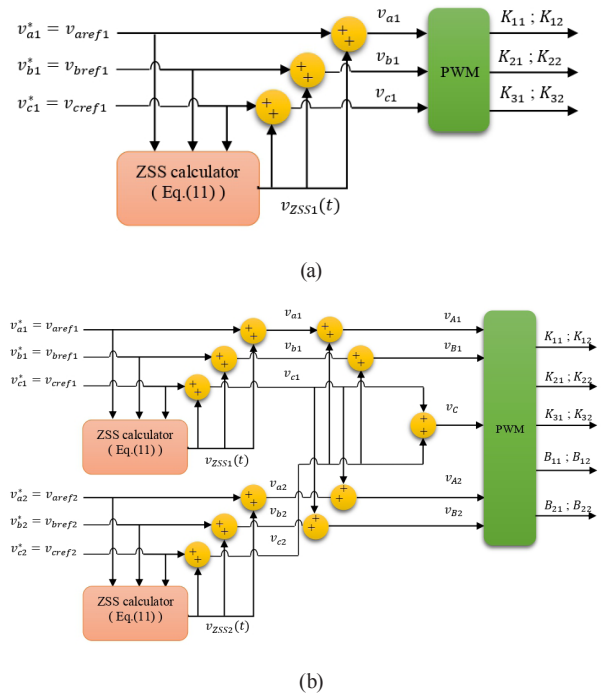 v*a1 = varef1
va1
K11 ; K12
v*b1 = vbref1
vb1
PWM
K21 ; K22
v*c1 = vcref1
vc1
K31 ; K32
+
+
+
+
+
+
ZSS calculator
( Eq.(11) )
vZSS1(t)
(a)
v*a1 = varef1
va1
vA1
v*b1 = vbref1
vb1
vB1
v*c1 = vcref1
vc1
vC
+
+
+
+
+
+
+
+
+
+
+
+
ZSS calculator
( Eq.(11) )
vZSS1(t)
PWM
K11 ; K12
K21 ; K22
K31 ; K32
B11 ; B12
B21 ; B22
v*a2 = varef2
va2
vA2
v*b2 = vbref2
vb2
vB2
v*c2 = vcref2
vc2
+
+
+
+
+
+
+
+
+
+
ZSS calculator
( Eq.(11) )
vZSS2(t)
(b)